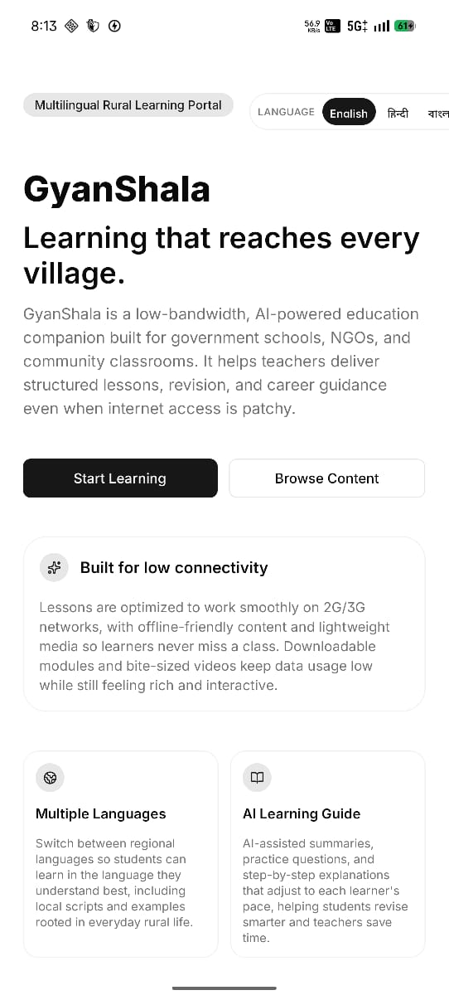 8:13
56.9
KB/s
Vo
LTE
5G
61
Multilingual Rural Learning Portal
LANGUAGE
English
हिन्दी
GyanShala
Learning that reaches every
village.
GyanShala is a low-bandwidth, AI-powered education
companion built for government schools, NGOs, and
community classrooms. It helps teachers deliver
structured lessons, revision, and career guidance
even when internet access is patchy.
Start Learning
Browse Content
Built for low connectivity
Lessons are optimized to work smoothly on 2G/3G
networks, with offline-friendly content and lightweight
media so learners never miss a class. Downloadable
modules and bite-sized videos keep data usage low
while still feeling rich and interactive.
Multiple Languages
Switch between regional
languages so students can
learn in the language they
understand best, including
local scripts and examples
rooted in everyday rural life.
AI Learning Guide
AI-assisted summaries,
practice questions, and
step-by-step explanations
that adjust to each learner's
pace, helping students revise
smarter and teachers save
time.